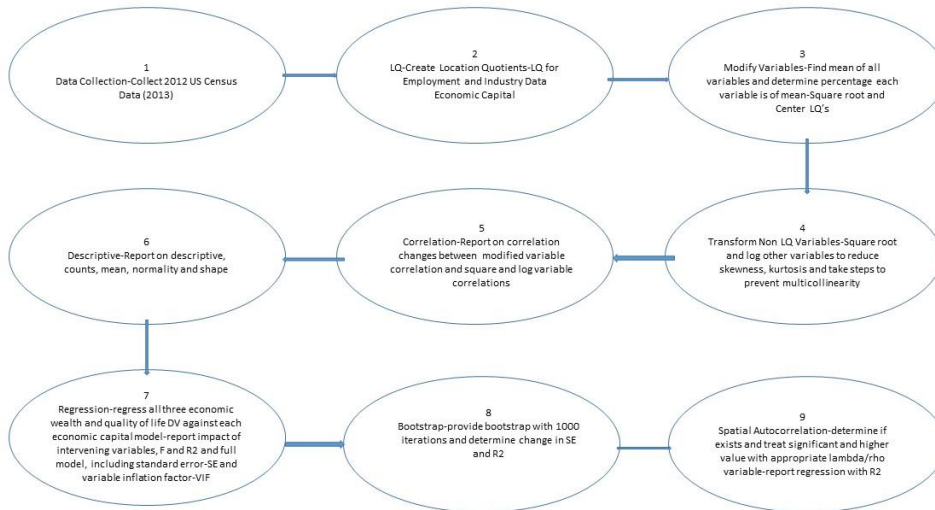 1
Data Collection-Collect 2012 US Census
Data (2013)
2
LQ-Create Location Quotients-LQ for
Employment and Industry Data
Economic Capital
3
Modify Variables-Find mean of all
variables and determine percentage each
variable is of mean-Square root and
Center LQ's
4
Transform Non LQ Variables-Square root
and log other variables to reduce
skewness, kurtosis and take steps to
prevent multicollinearity
5
Correlation-Report on correlation
changes between modified variable
correlation and square and log variable
correlations
6
Descriptive-Report on descriptive,
counts, mean, normality and shape
7
Regression-regress all three economic
wealth and quality of life DV against each
economic capital model-report impact of
intervening variables, F and R2 and full
model, including standard error-SE and
variable inflation factor-VIF
8
Bootstrap-provide bootstrap with 1000
iterations and determine change in SE
and R2
9
Spatial Autocorrelation-determine if
exists and treat significant and higher
value with appropriate lambda/rho
variable-report regression with R2